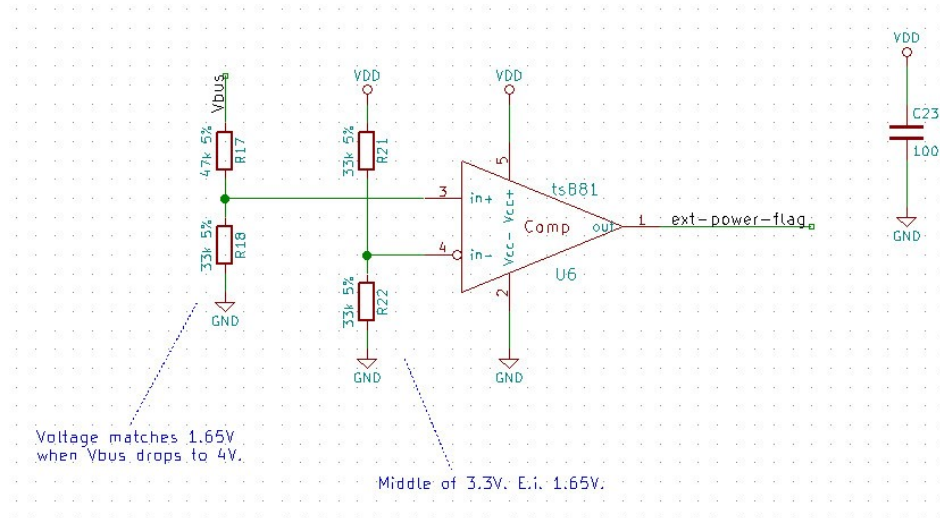 Vbus
47k 5%
R17
33k 5%
R18
GND
VDD
33k 5%
R21
33k 5%
R22
GND
VDD
5
3
in+
4
in-
Vcc+
Vcc-
Comp
out
1
tsB81
U6
2
GND
ext-power-flag
VDD
C23
100
GND
Voltage matches 1.65V
when Vbus drops to 4V.
Middle of 3.3V. E.i. 1.65V.